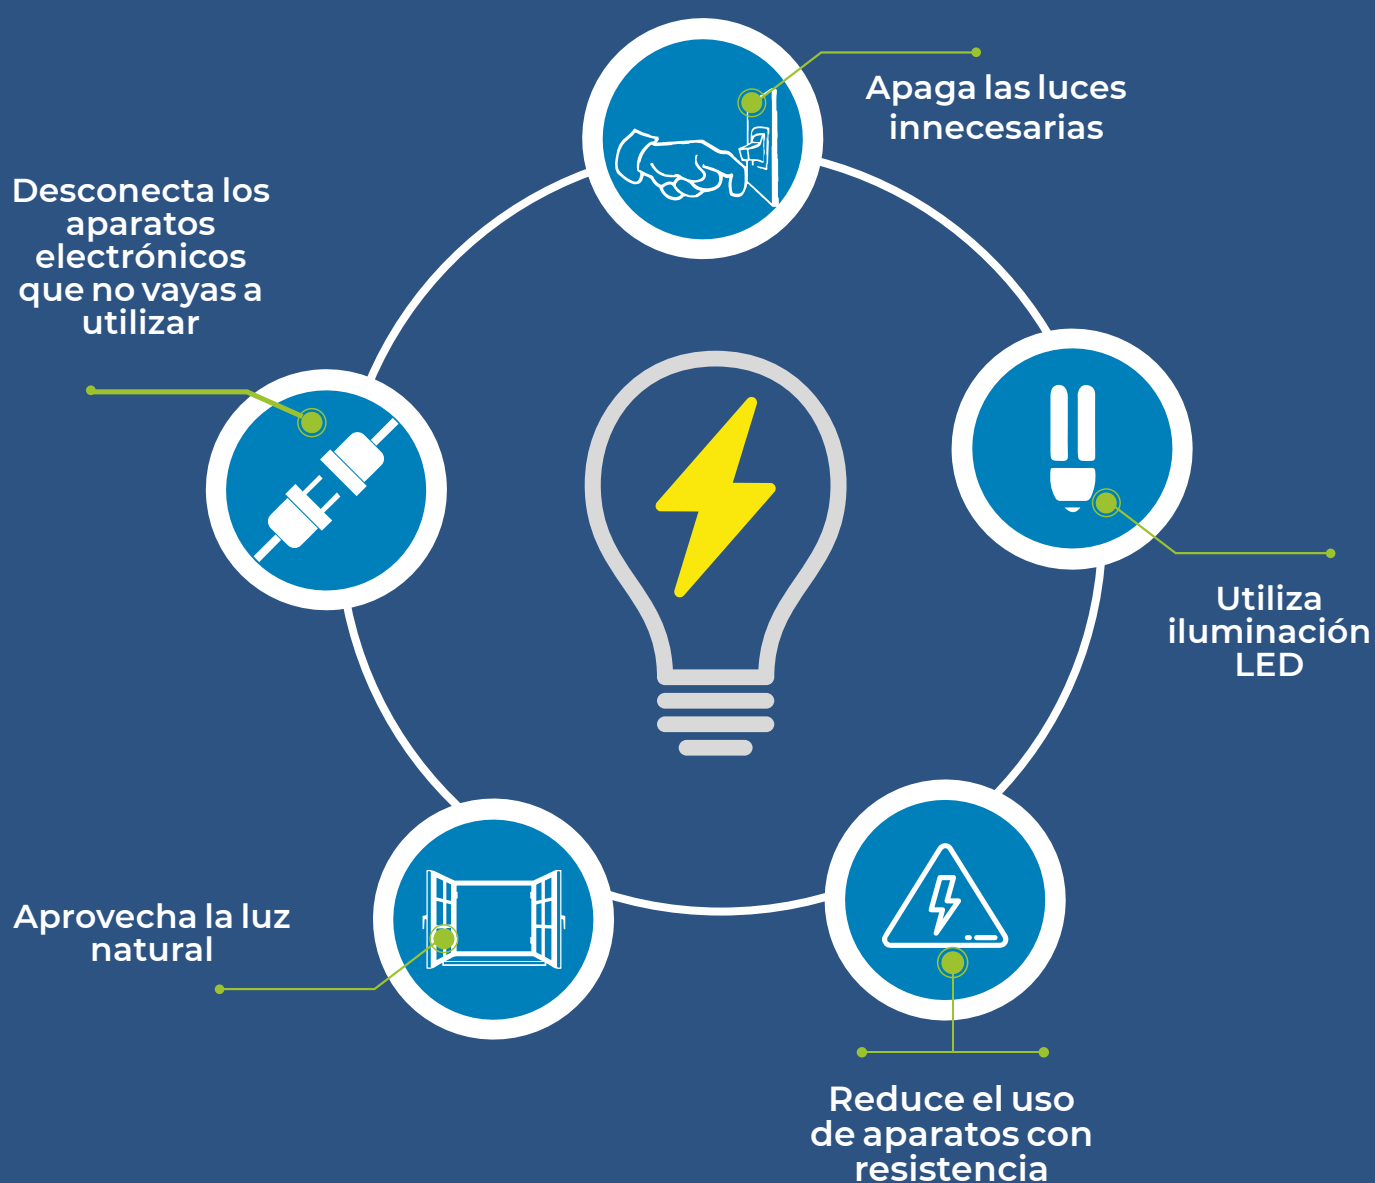 Apaga las luces
innecesarias
Desconecta los
aparatos
electrónicos
que no vayas a
utilizar
Utiliza
iluminación
LED
Aprovecha la luz
natural
Reduce el uso
de aparatos con
resistencia